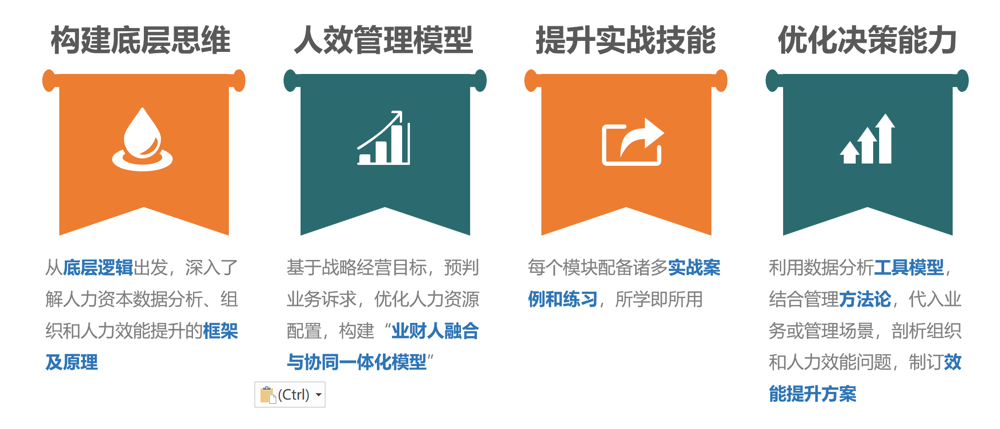 构建底层思维
从底层逻辑出发，深入了
解人力资本数据分析、组
织和人力效能提升的框架
及原理
人效管理模型
基于战略经营目标，预判
业务诉求，优化人力资源
配置，构建“业财人融合
与协同一体化模型”
提升实战技能
每个模块配备诸多实战案
例和练习，所学即所用
优化决策能力
利用数据分析工具模型，
结合管理方法论，代入业
务或管理场景，剖析组织
和人力效能问题，制订效
能提升方案
(Ctrl)